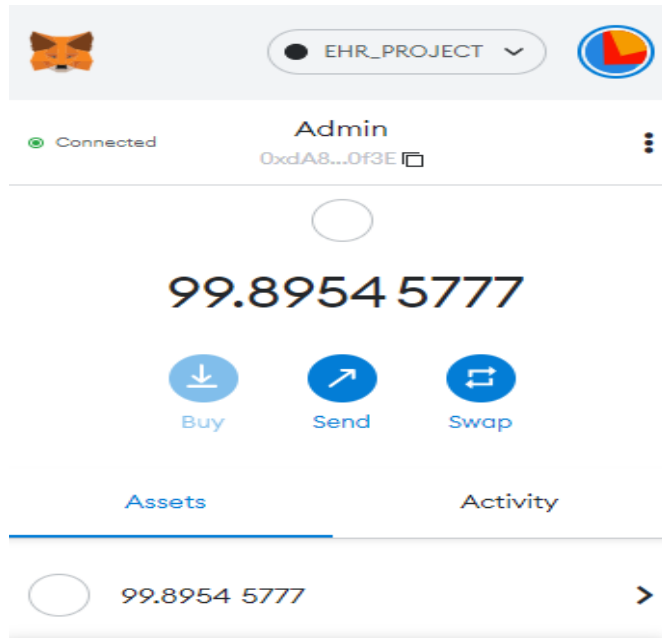 EHR_PROJECT
Connected
Admin
0xdA8...0f3E
99.8954 5777
Buy Send Swap
Assets Activity
99.8954 5777